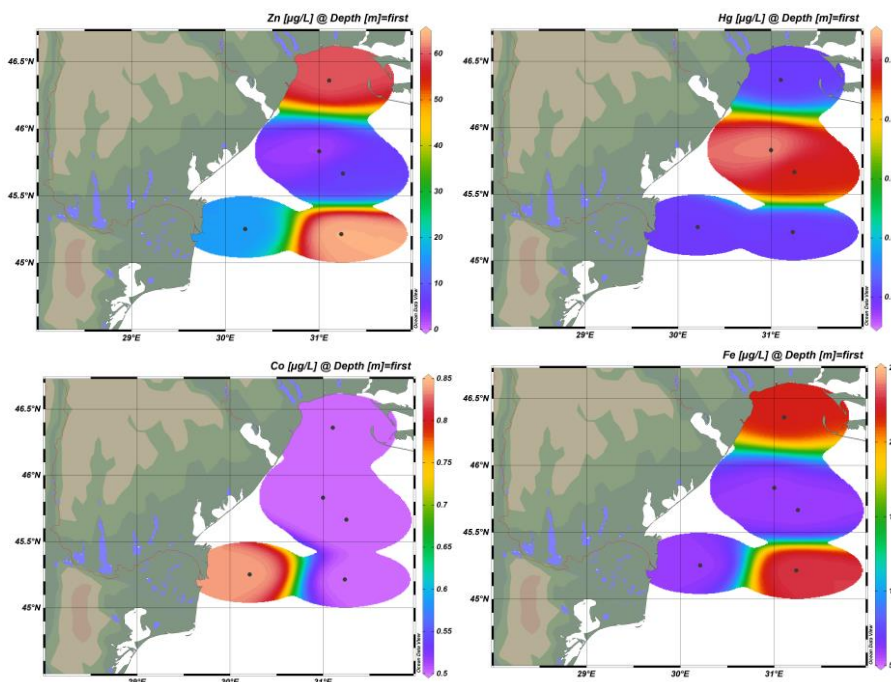 Zn [µg/L] @ Depth [m]=first
46.5°N
46°N
45.5°N
45°N
29°E
30°E
31°E
60
50
40
30
20
10
0
Ocean Data View
Hg [µg/L] @ Depth [m]=first
46.5°N
46°N
45.5°N
45°N
29°E
30°E
31°E
Ocean Data View
Co [µg/L] @ Depth [m]=first
46.5°N
46°N
45.5°N
45°N
0.85
0.8
0.75
0.7
0.65
0.6
0.55
0.5
Ocean Data View
Fe [µg/L] @ Depth [m]=first
46.5°N
46°N
45.5°N
45°N
29°E
30°E
31°E
Ocean Data View